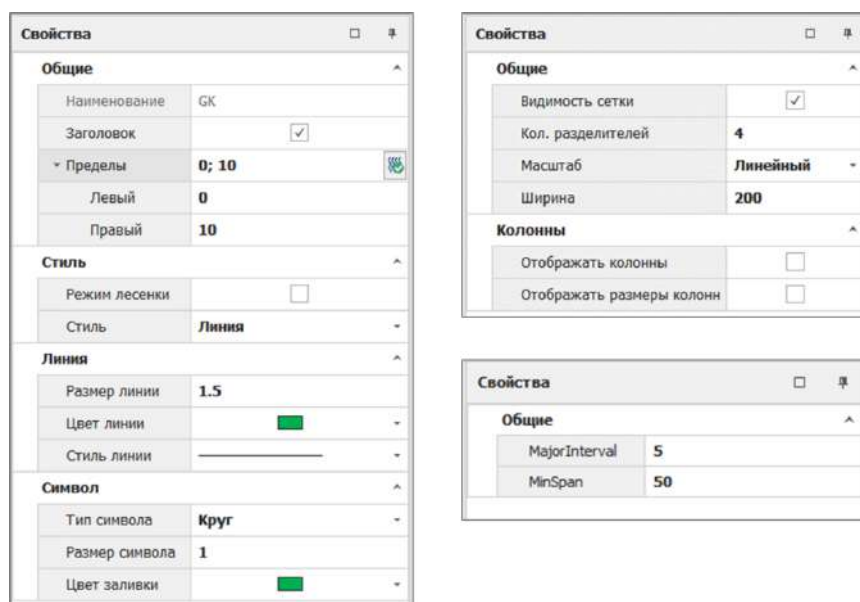 Свойства
Общие
Наименование GK
Заголовок
Пределы 0; 10
Левый 0
Правый 10
Стиль
Режим лесенки
Стиль Линия
Линия
Размер линии 1.5
Цвет линии
Стиль линии
Символ
Тип символа Круг
Размер символа 1
Цвет заливки
Свойства
Общие
Видимость сетки
Кол. разделителей 4
Масштаб Линейный
Ширина 200
Колонны
Отображать колонны
Отображать размеры колонн
Свойства
Общие
MajorInterval 5
MinSpan 50